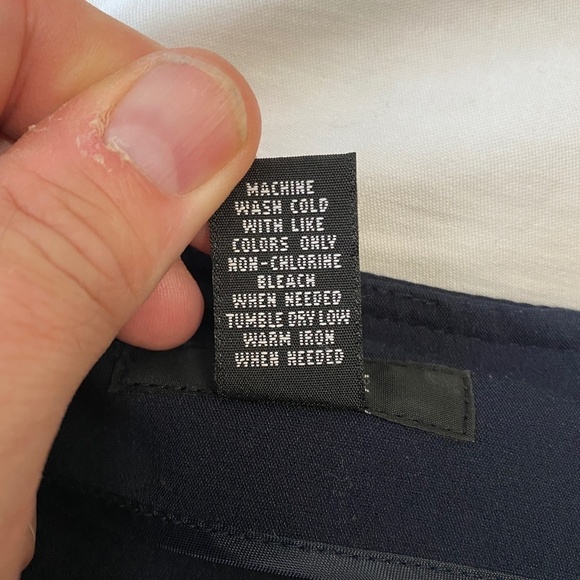 MACHINE
WASH COLD
WITH LIKE
COLORS ONLY
NON-CHLORINE
BLEACH
WHEN NEEDED
TUMBLE DRY LOW
WARM IRON
WHEN NEEDED